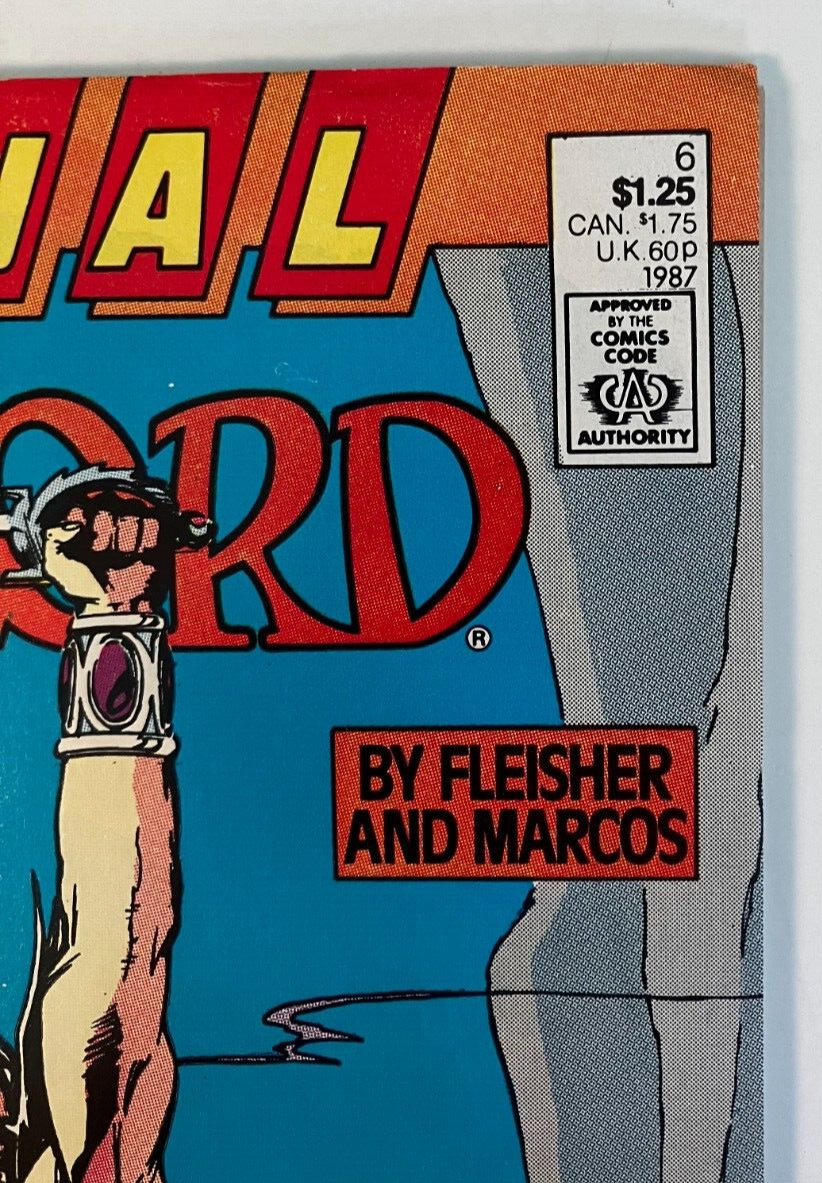 UAL
6
$1.25
CAN. $1.75
U.K. 60p
1987
APPROVED
BY THE
COMICS
CODE
CA
AUTHORITY
ORD
®
BY FLEISHER
AND MARCOS